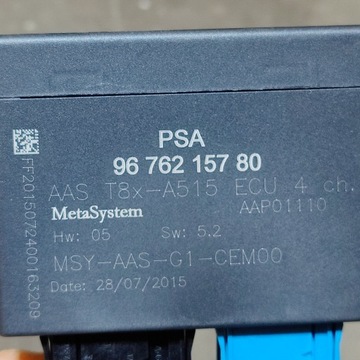 PSA
96 762 157 80
AAS T8x-A515 ECU 4 ch.
MetaSystem
AAP01110
Hw: 05
Sw: 5.2
MSY-AAS-G1-CEM00
Date: 28/07/2015
FF2015072400163209